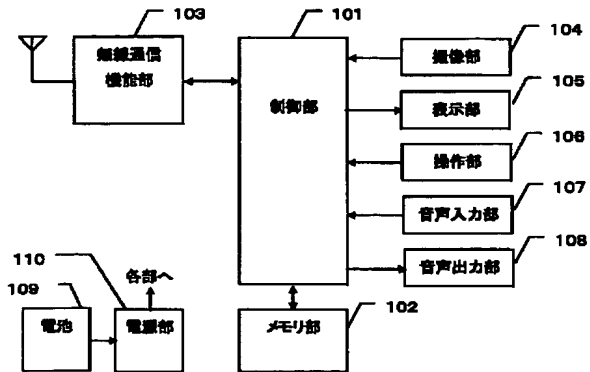 103
101
104
無線通信
機能部
制御部
撮像部
105
表示部
106
操作部
107
音声入力部
108
音声出力部
110
各部へ
109
電池
電源部
メモリ部
102